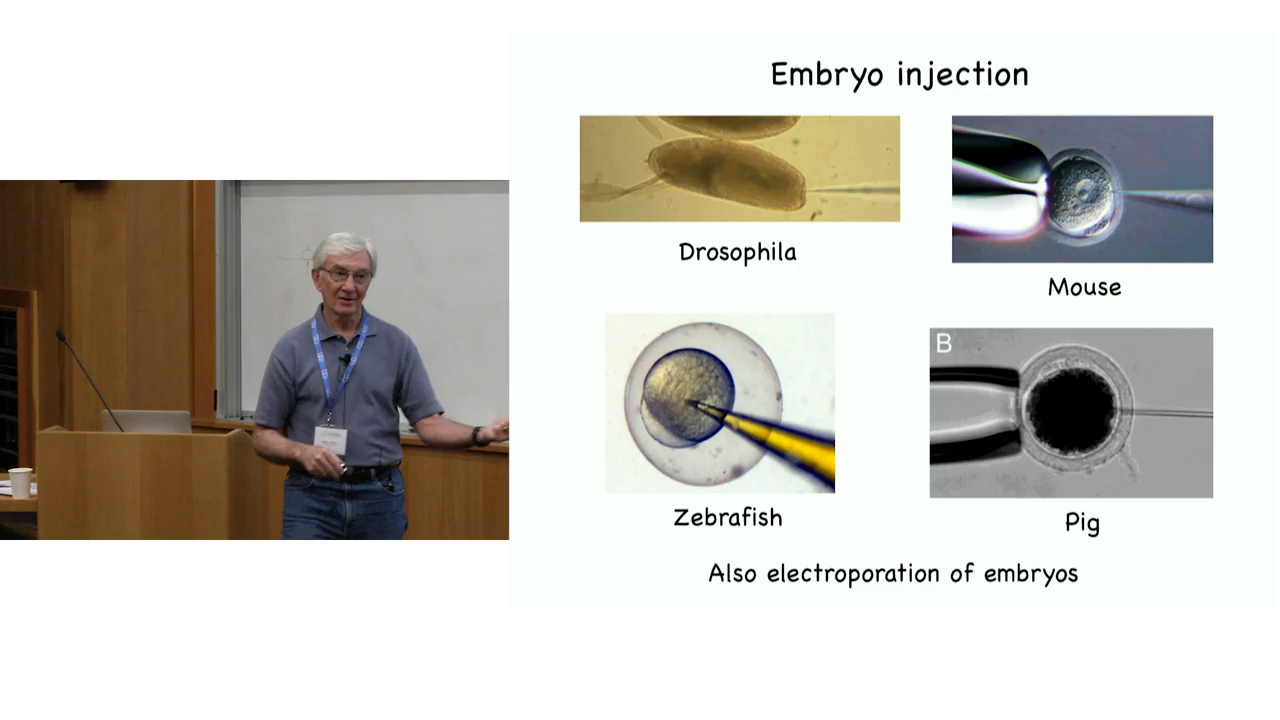 Embryo injection
Drosophila
Mouse
B
Zebrafish
Pig
Also electroporation of embryos